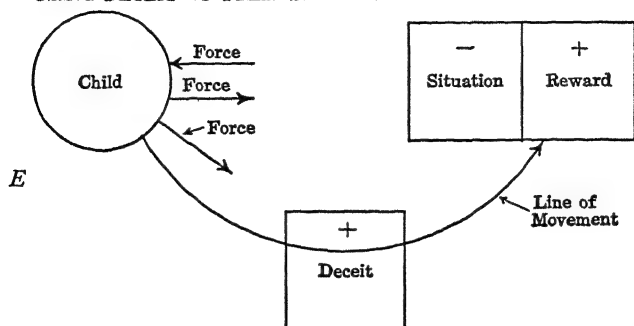 Force
Child
Force
Force
E
− +
Situation Reward
Line of
Movement
+
Deceit